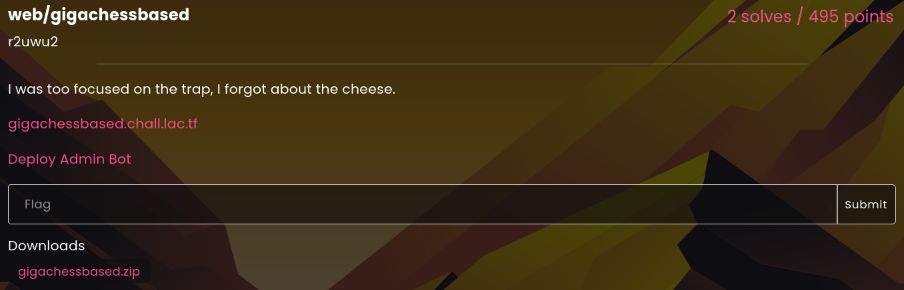 web/gigachessbased
2 solves / 495 points
r2uwu2
I was too focused on the trap, I forgot about the cheese.
gigachessbased.chall.lac.tf
Deploy Admin Bot
Flag
Submit
Downloads
gigachessbased.zip